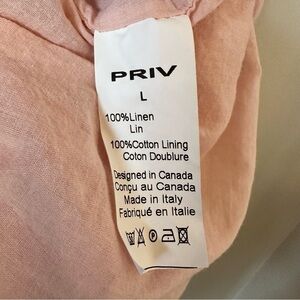 PRIV
L
100%Linen
Lin
100%Cotton Lining
Coton Doublure
Designed in Canada
Conçu au Canada
Made in Italy
Fabriqué en Italie